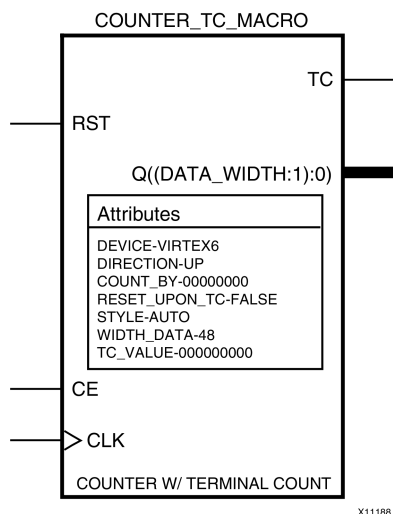 COUNTER_TC_MACRO
TC
RST
Q((DATA_WIDTH:1):0)
Attributes
DEVICE-VIRTEX6
DIRECTION-UP
COUNT_BY-00000000
RESET_UPON_TC-FALSE
STYLE-AUTO
WIDTH_DATA-48
TC_VALUE-000000000
CE
CLK
COUNTER W/ TERMINAL COUNT
X11188